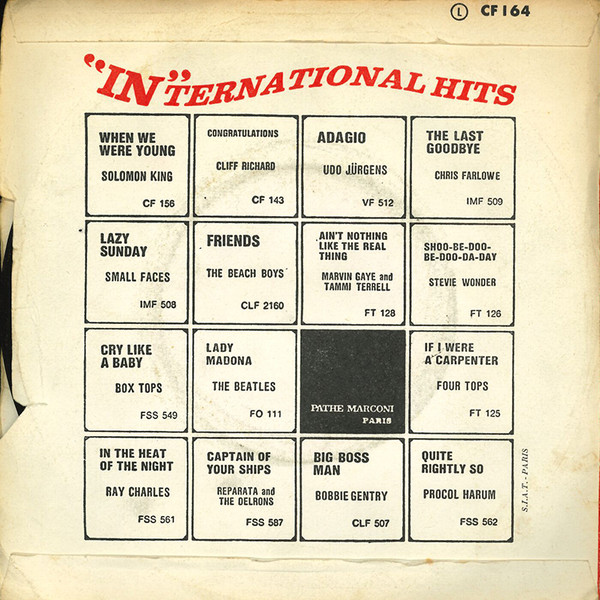 Ⓛ CF 164
"IN"TERNATIONAL HITS
WHEN WE
WERE YOUNG
SOLOMON KING
CF 156
CONGRATULATIONS
CLIFF RICHARD
CF 143
ADAGIO
UDO JÜRGENS
VF 512
THE LAST
GOODBYE
CHRIS FARLOWE
IMF 509
LAZY
SUNDAY
SMALL FACES
IMF 508
FRIENDS
THE BEACH BOYS
CLF 2160
AIN'T NOTHING
LIKE THE REAL
THING
MARVIN GAYE and
TAMMI TERRELL
FT 128
SHOO-BE-DOO-
BE-DOO-DA-DAY
STEVIE WONDER
FT 126
CRY LIKE
A BABY
BOX TOPS
FSS 549
LADY
MADONA
THE BEATLES
FO 111
PATHE MARCONI
PARIS
IF I WERE
A CARPENTER
FOUR TOPS
FT 125
IN THE HEAT
OF THE NIGHT
RAY CHARLES
FSS 561
CAPTAIN OF
YOUR SHIPS
REPARATA and
THE DELRONS
FSS 587
BIG BOSS
MAN
BOBBIE GENTRY
CLF 507
QUITE
RIGHTLY SO
PROCOL HARUM
FSS 562
S.I.A.T. - PARIS